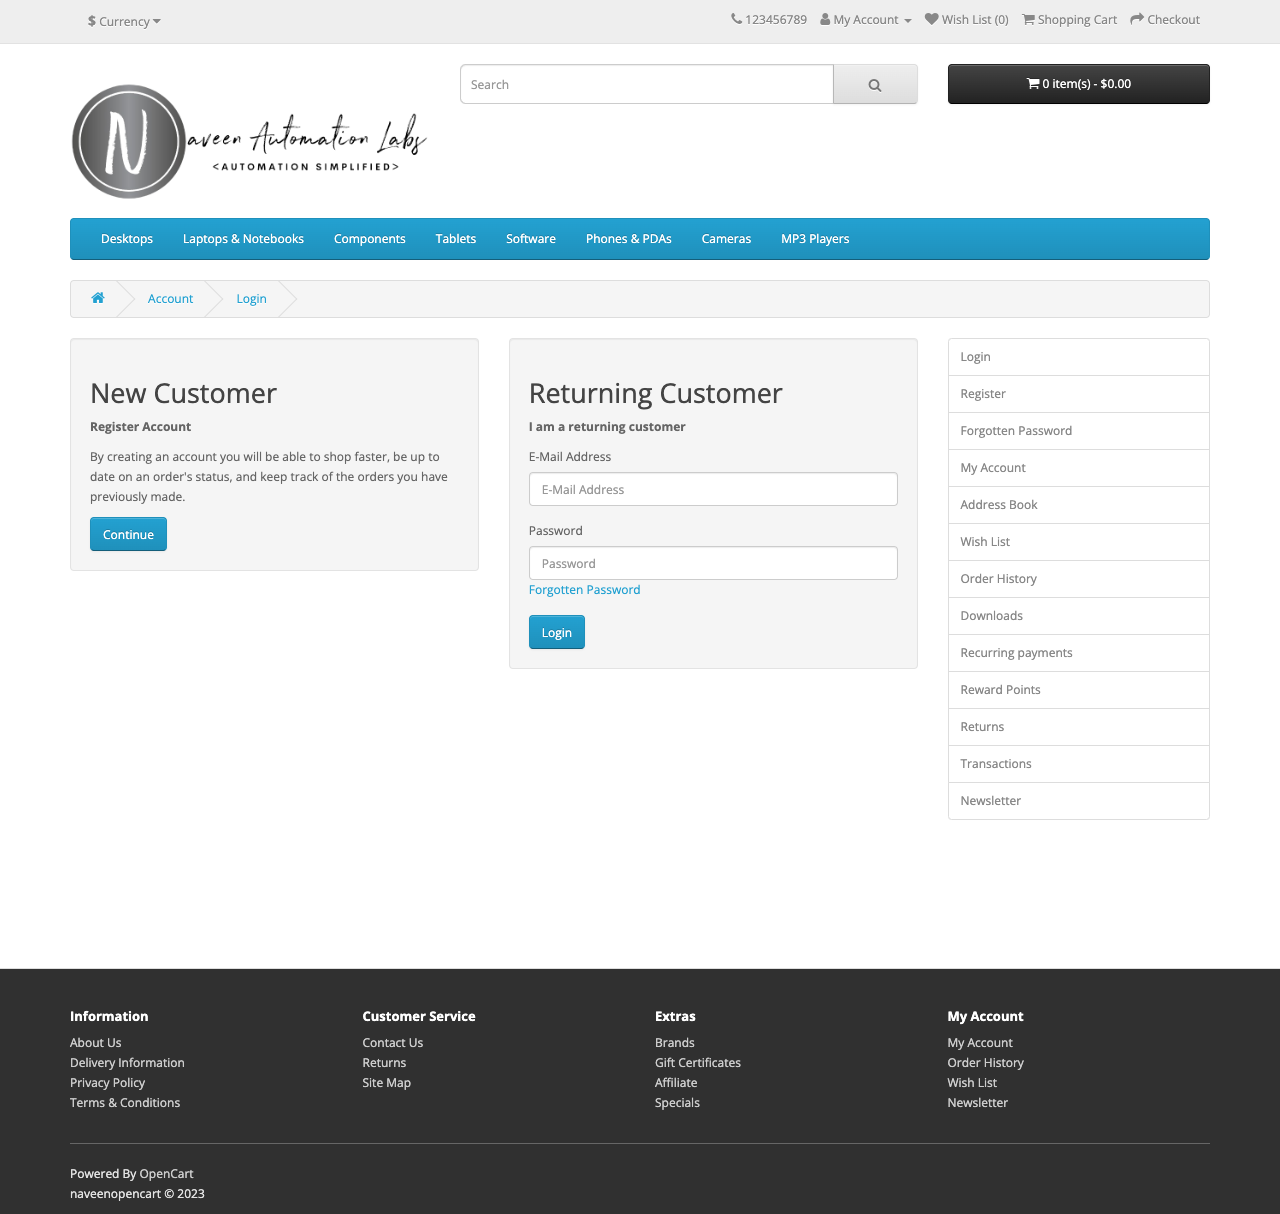 $ Currency
123456789 My Account Wish List (0) Shopping Cart Checkout
N
aveen Automation Labs
<AUTOMATION SIMPLIFIED>
Search
0 item(s) - $0.00
Desktops Laptops & Notebooks Components Tablets Software Phones & PDAs Cameras MP3 Players
Account Login
New Customer
Register Account
By creating an account you will be able to shop faster, be up to
date on an order's status, and keep track of the orders you have
previously made.
Continue
Returning Customer
I am a returning customer
E-Mail Address
E-Mail Address
Password
Password
Forgotten Password
Login
Login
Register
Forgotten Password
My Account
Address Book
Wish List
Order History
Downloads
Recurring payments
Reward Points
Returns
Transactions
Newsletter
Information
About Us
Delivery Information
Privacy Policy
Terms & Conditions
Customer Service
Contact Us
Returns
Site Map
Extras
Brands
Gift Certificates
Affiliate
Specials
My Account
My Account
Order History
Wish List
Newsletter
Powered By OpenCart
naveenopencart © 2023